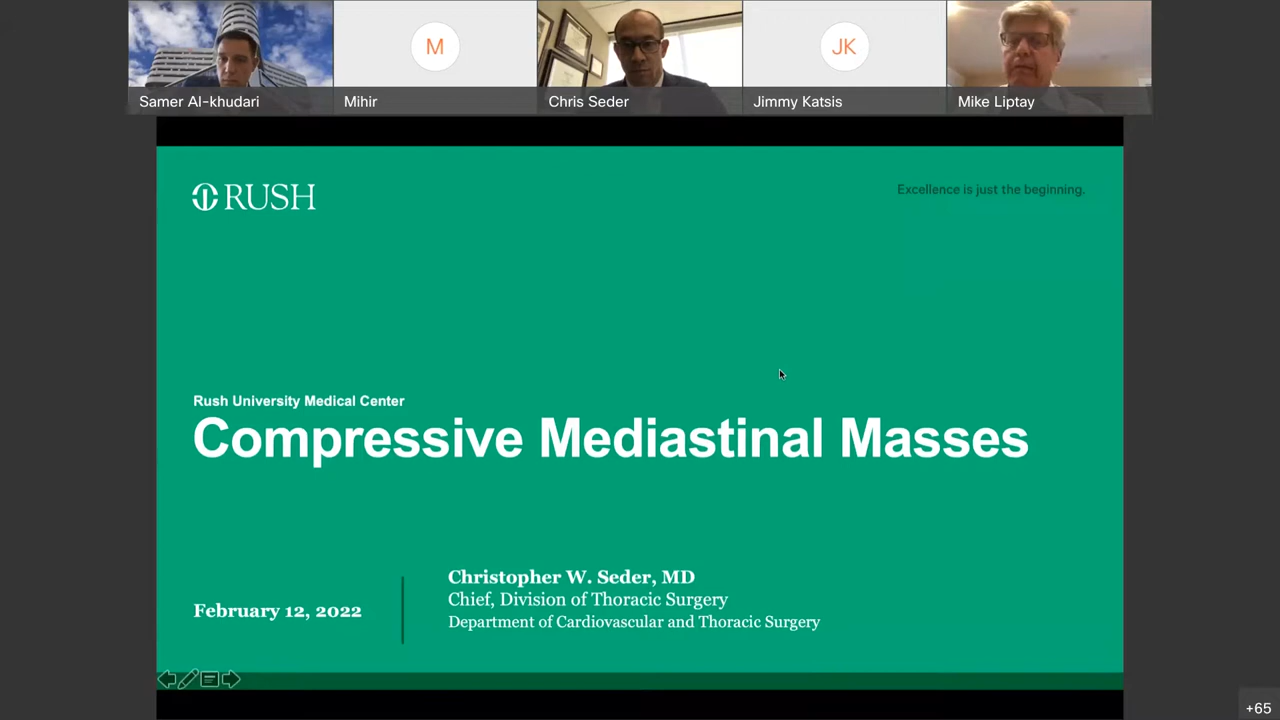 M
JK
Samer Al-khudari
Mihir
Chris Seder
Jimmy Katsis
Mike Liptay
RUSH
Excellence is just the beginning.
Rush University Medical Center
Compressive Mediastinal Masses
February 12, 2022
Christopher W. Seder, MD
Chief, Division of Thoracic Surgery
Department of Cardiovascular and Thoracic Surgery
+65